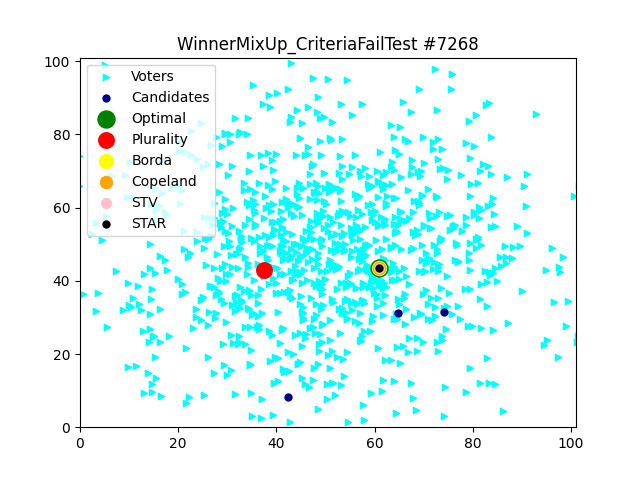 WinnerMixUp_CriteriaFailTest #7268
100
80
60
40
20
0
Voters
Candidates
Optimal
Plurality
Borda
Copeland
STV
STAR
0 20 40 60 80 100